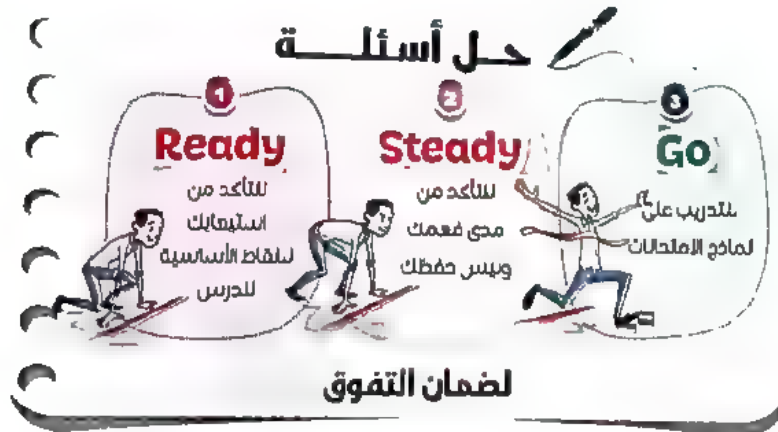 حل أسئلة
1
Ready
للتأكد من
استيعابك
للنقاط الأساسية
للدرس
2
Steady
للتأكد من
مدى فهمك
وليس حفظك
3
Go
للتدريب على
نماذج الامتحانات
لضمان التفوق